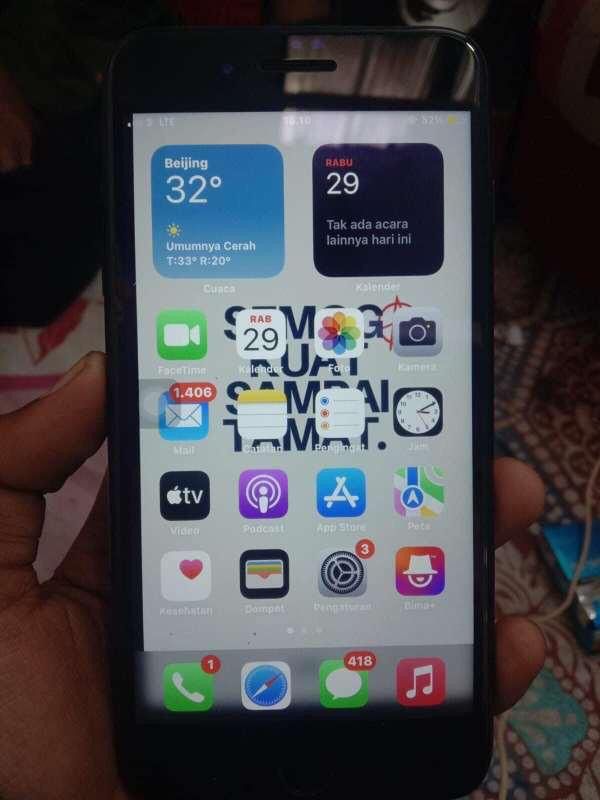 LTE
52%
Beijing
32°
Umumnya Cerah
T:33° R:20°
Cuaca
RABU
29
Tak ada acara
lainnya hari ini
Kalender
SEMOGA
KUAT
SAMPAI
TAMAT.
FaceTime
RAB
29
Kalender
Foto
Kamera
1.406
Mail
Catatan
Pengingat
Jam
tv
Video
Podcast
App Store
Peta
Kesehatan
Dompet
3
Pengaturan
Bima+
1
418